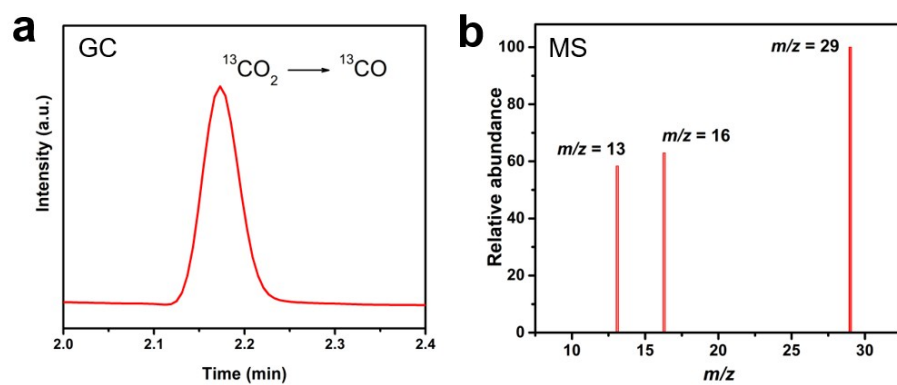 a
GC
¹³CO₂ ⟶ ¹³CO
Intensity (a.u.)
2.0 2.1 2.2 2.3 2.4
Time (min)
b
MS
m/z = 29
m/z = 16
m/z = 13
Relative abundance
100
80
60
40
20
0
10 15 20 25 30
m/z